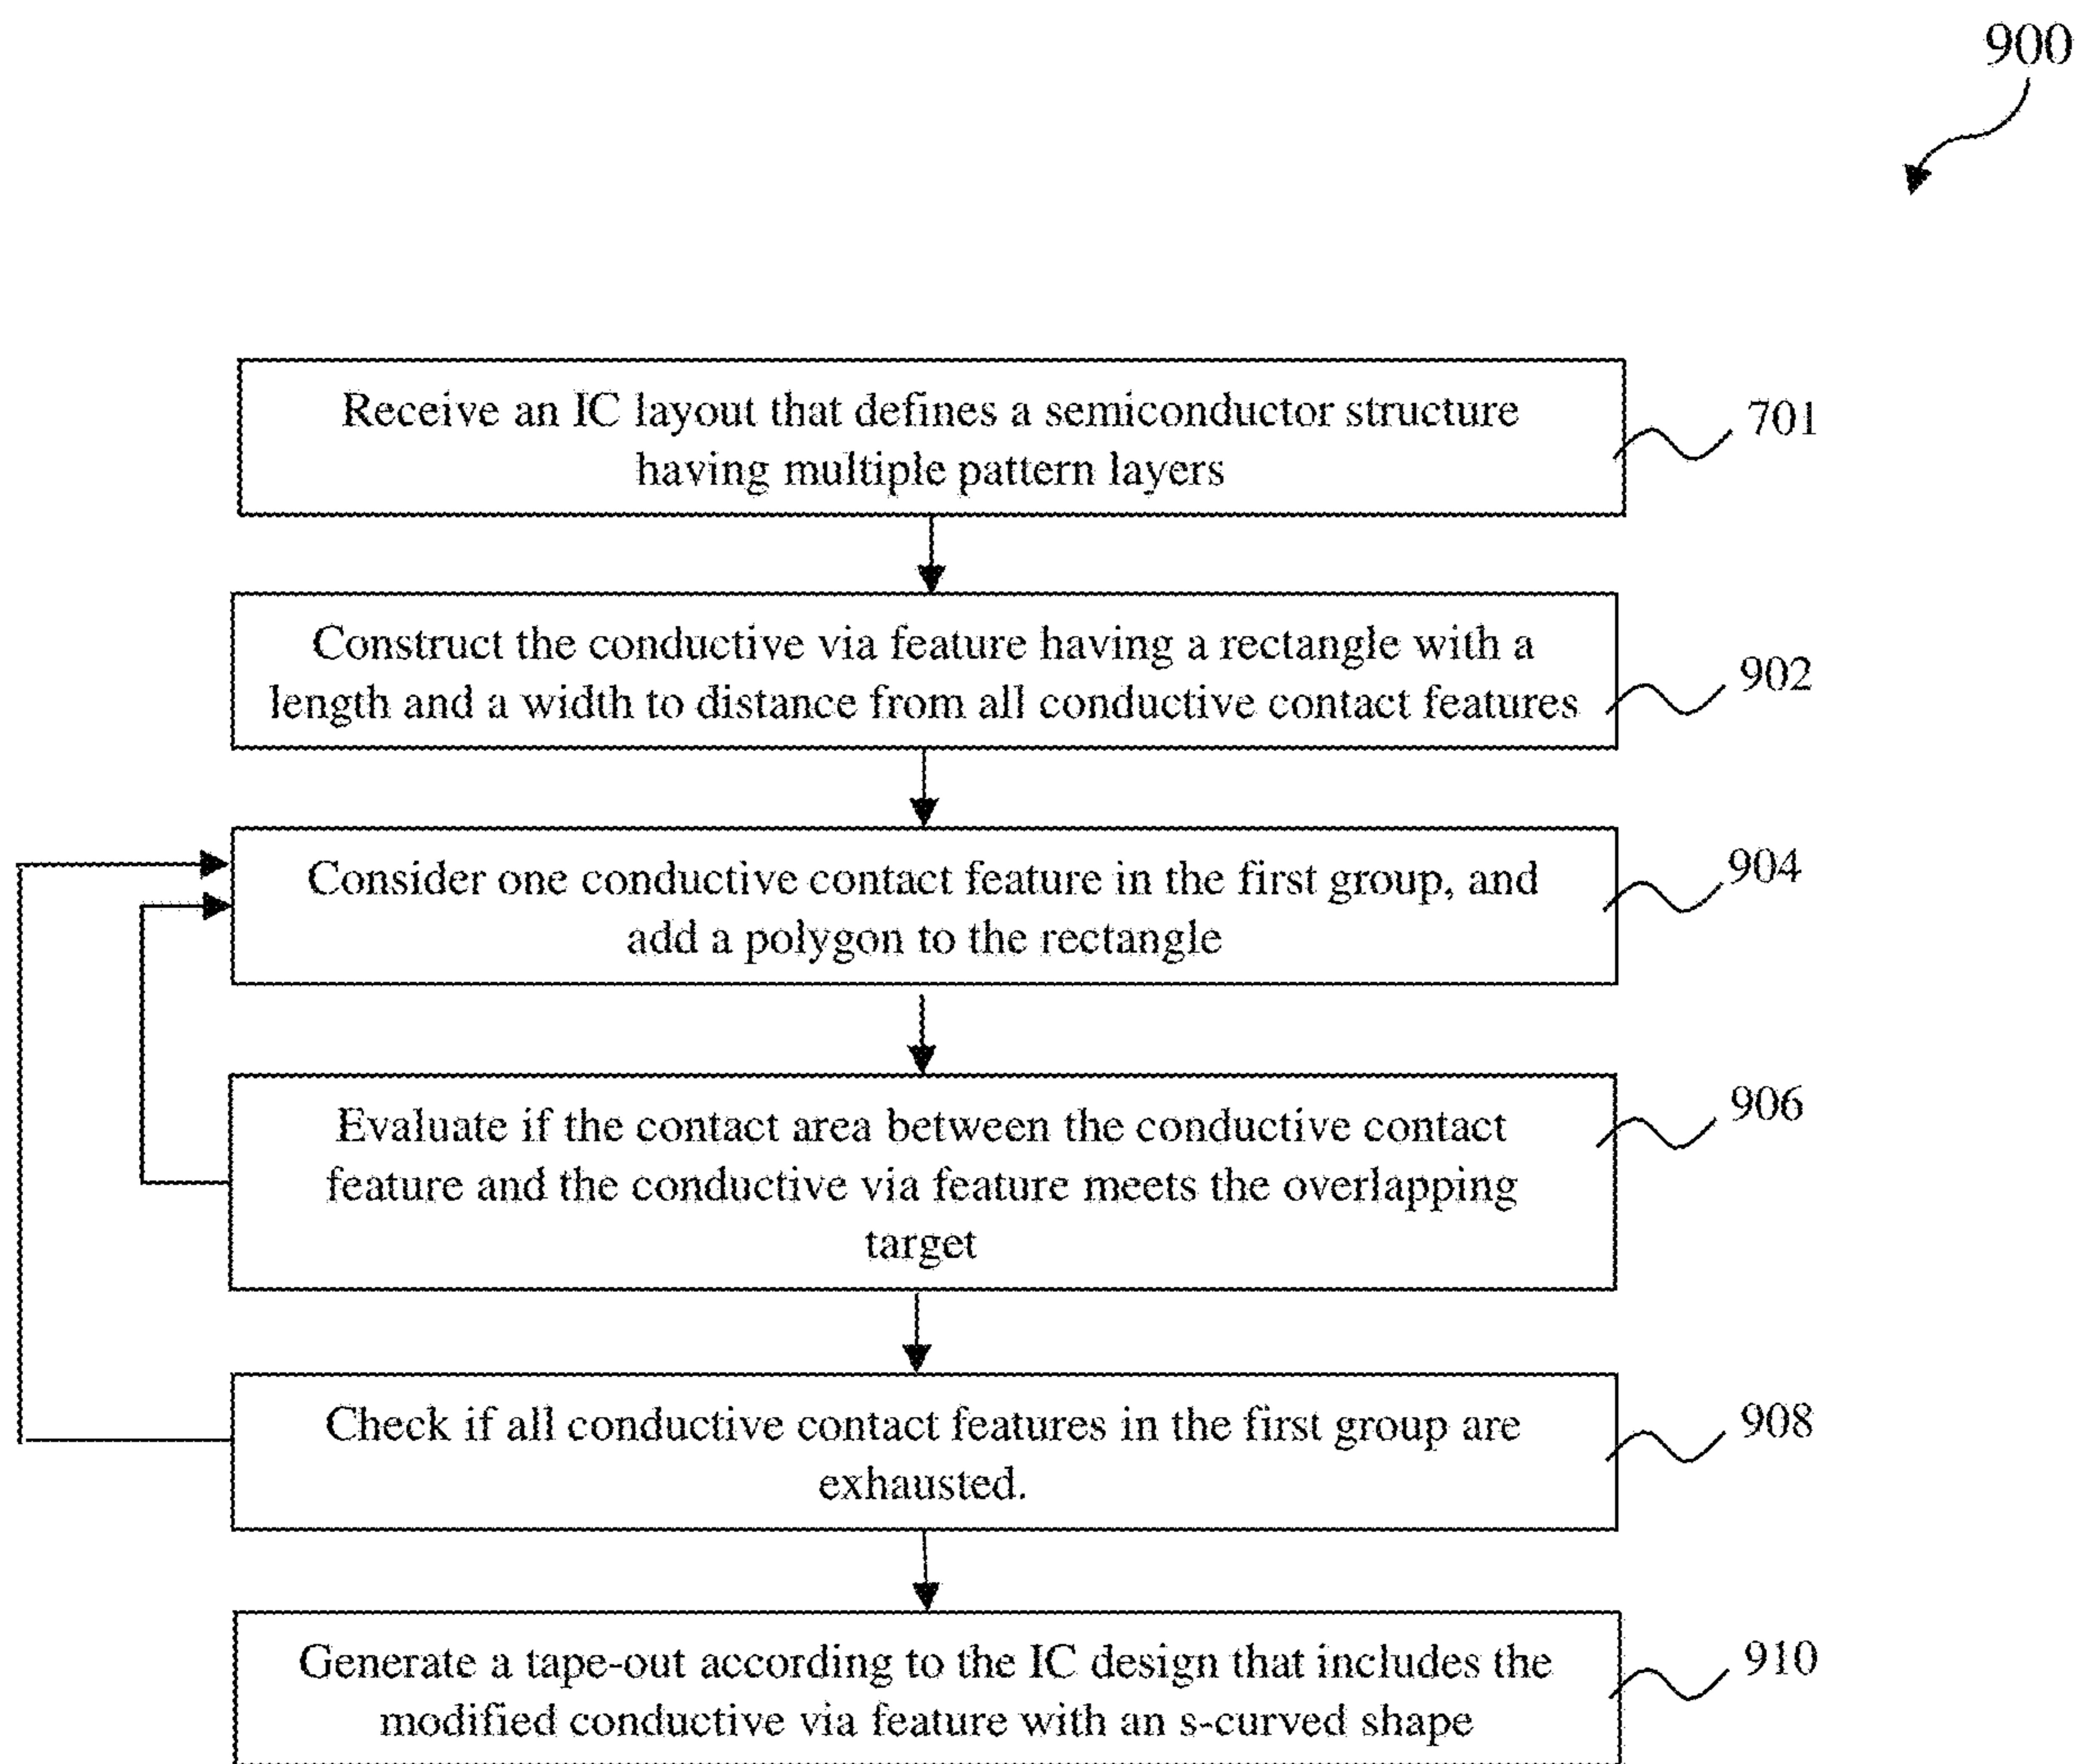 900
Receive an IC layout that defines a semiconductor structure
having multiple pattern layers
701
Construct the conductive via feature having a rectangle with a
length and a width to distance from all conductive contact features
902
Consider one conductive contact feature in the first group, and
add a polygon to the rectangle
904
Evaluate if the contact area between the conductive contact
feature and the conductive via feature meets the overlapping
target
906
Check if all conductive contact features in the first group are
exhausted.
908
Generate a tape-out according to the IC design that includes the
modified conductive via feature with an s-curved shape
910